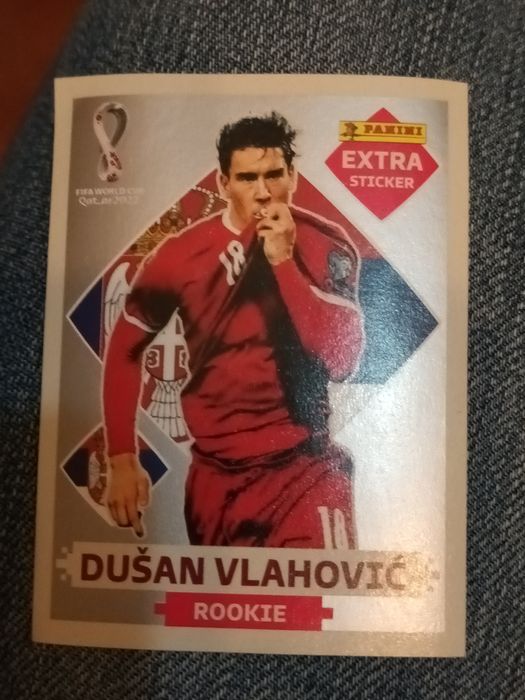 PANINI
EXTRA
STICKER
FIFA WORLD CUP
Qatar2022
18
18
DUŠAN VLAHOVIĆ
ROOKIE